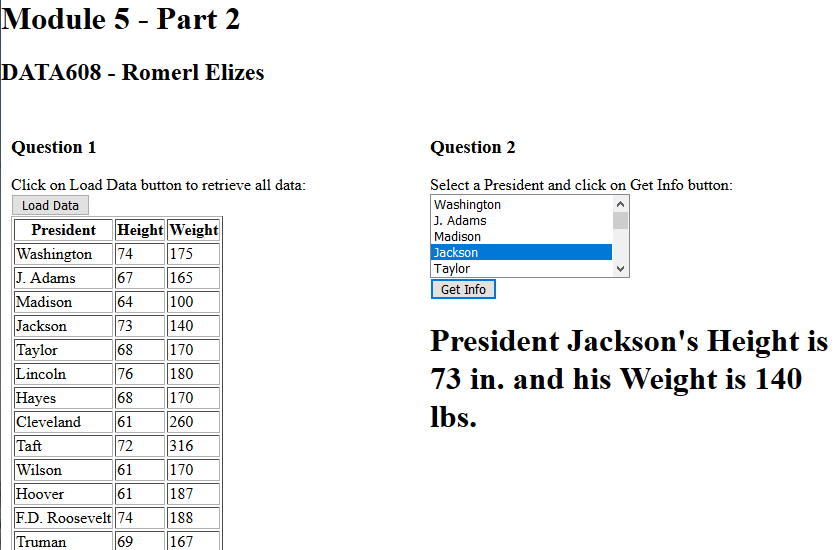 Module 5 - Part 2
DATA608 - Romerl Elizes
Question 1
Click on Load Data button to retrieve all data:
Load Data
President Height Weight
Washington 74 175
J. Adams 67 165
Madison 64 100
Jackson 73 140
Taylor 68 170
Lincoln 76 180
Hayes 68 170
Cleveland 61 260
Taft 72 316
Wilson 61 170
Hoover 61 187
F.D. Roosevelt 74 188
Truman 69 167
Question 2
Select a President and click on Get Info button:
Washington
J. Adams
Madison
Jackson
Taylor
Get Info
President Jackson's Height is
73 in. and his Weight is 140
lbs.